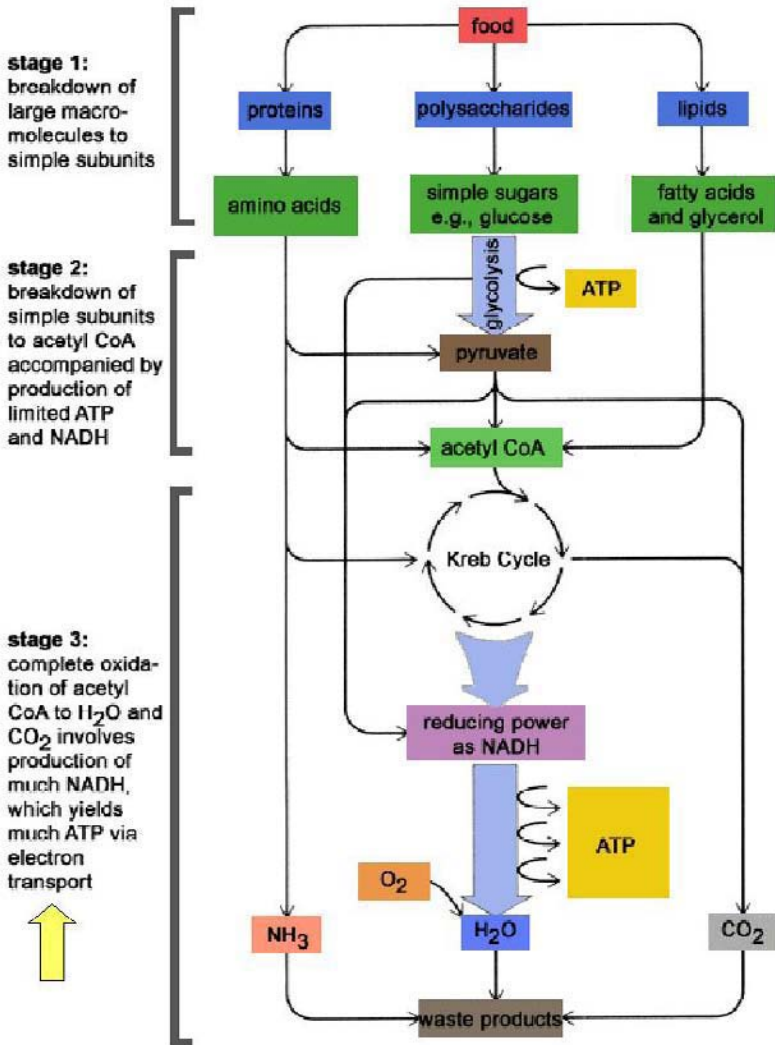 food
stage 1:
breakdown of
large macro-
molecules to
simple subunits
proteins
polysaccharides
lipids
amino acids
simple sugars
e.g., glucose
fatty acids
and glycerol
stage 2:
breakdown of
simple subunits
to acetyl CoA
accompanied by
production of
limited ATP
and NADH
glycolysis
ATP
pyruvate
acetyl CoA
Kreb Cycle
stage 3:
complete oxida-
tion of acetyl
CoA to H2O and
CO2 involves
production of
much NADH,
which yields
much ATP via
electron
transport
reducing power
as NADH
ATP
O2
NH3
H2O
CO2
waste products